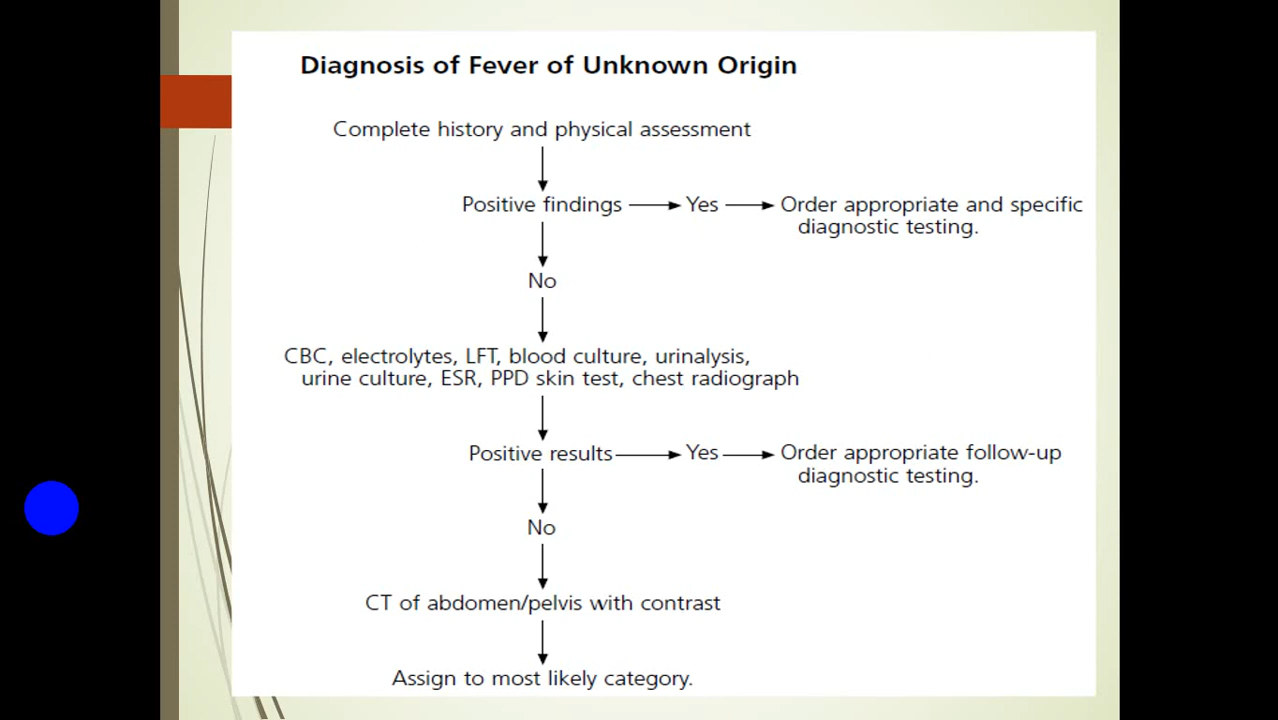 Diagnosis of Fever of Unknown Origin
Complete history and physical assessment
Positive findings
Yes
Order appropriate and specific
diagnostic testing.
No
CBC, electrolytes, LFT, blood culture, urinalysis,
urine culture, ESR, PPD skin test, chest radiograph
Positive results
Yes
Order appropriate follow-up
diagnostic testing.
No
CT of abdomen/pelvis with contrast
Assign to most likely category.